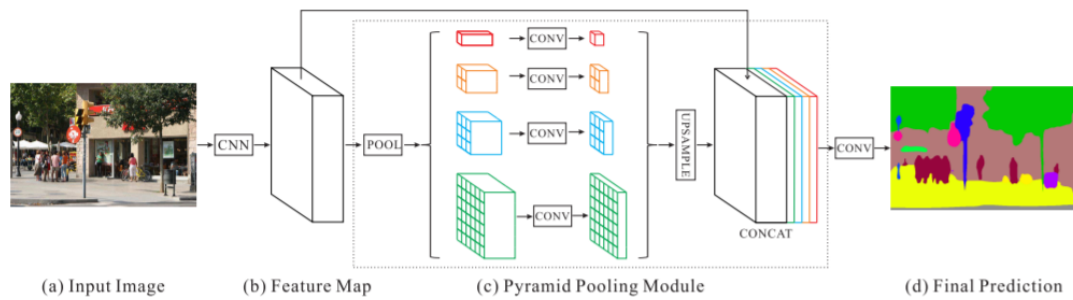 CNN
POOL
CONV
CONV
CONV
CONV
UPSAMPLE
CONCAT
CONV
(a) Input Image
(b) Feature Map
(c) Pyramid Pooling Module
(d) Final Prediction